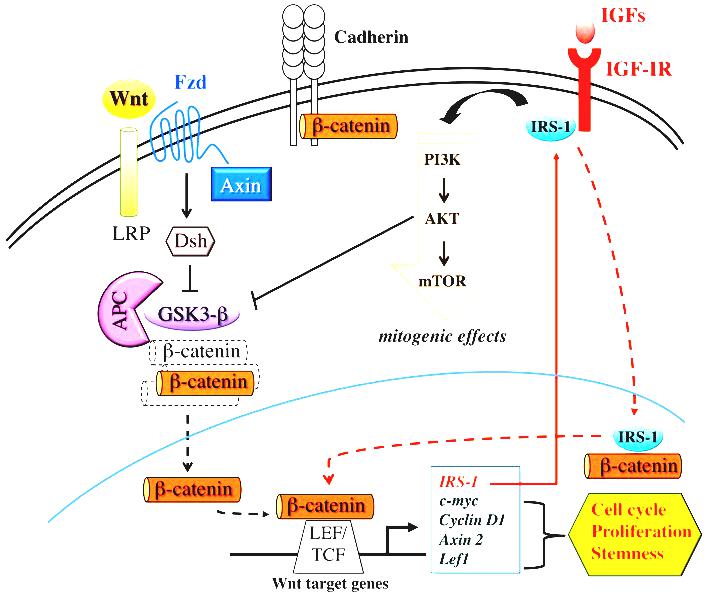 IGFs
Cadherin
IGF-IR
Fzd
Wnt
β-catenin
IRS-1
PI3K
Axin
AKT
LRP
Dsh
mTOR
APC
GSK3-β
mitogenic effects
β-catenin
β-catenin
IRS-1
β-catenin
β-catenin
β-catenin
IRS-1
c-myc
Cyclin D1
Axin 2
Lef1
Cell cycle
Proliferation
Stemness
LEF/
TCF
Wnt target genes